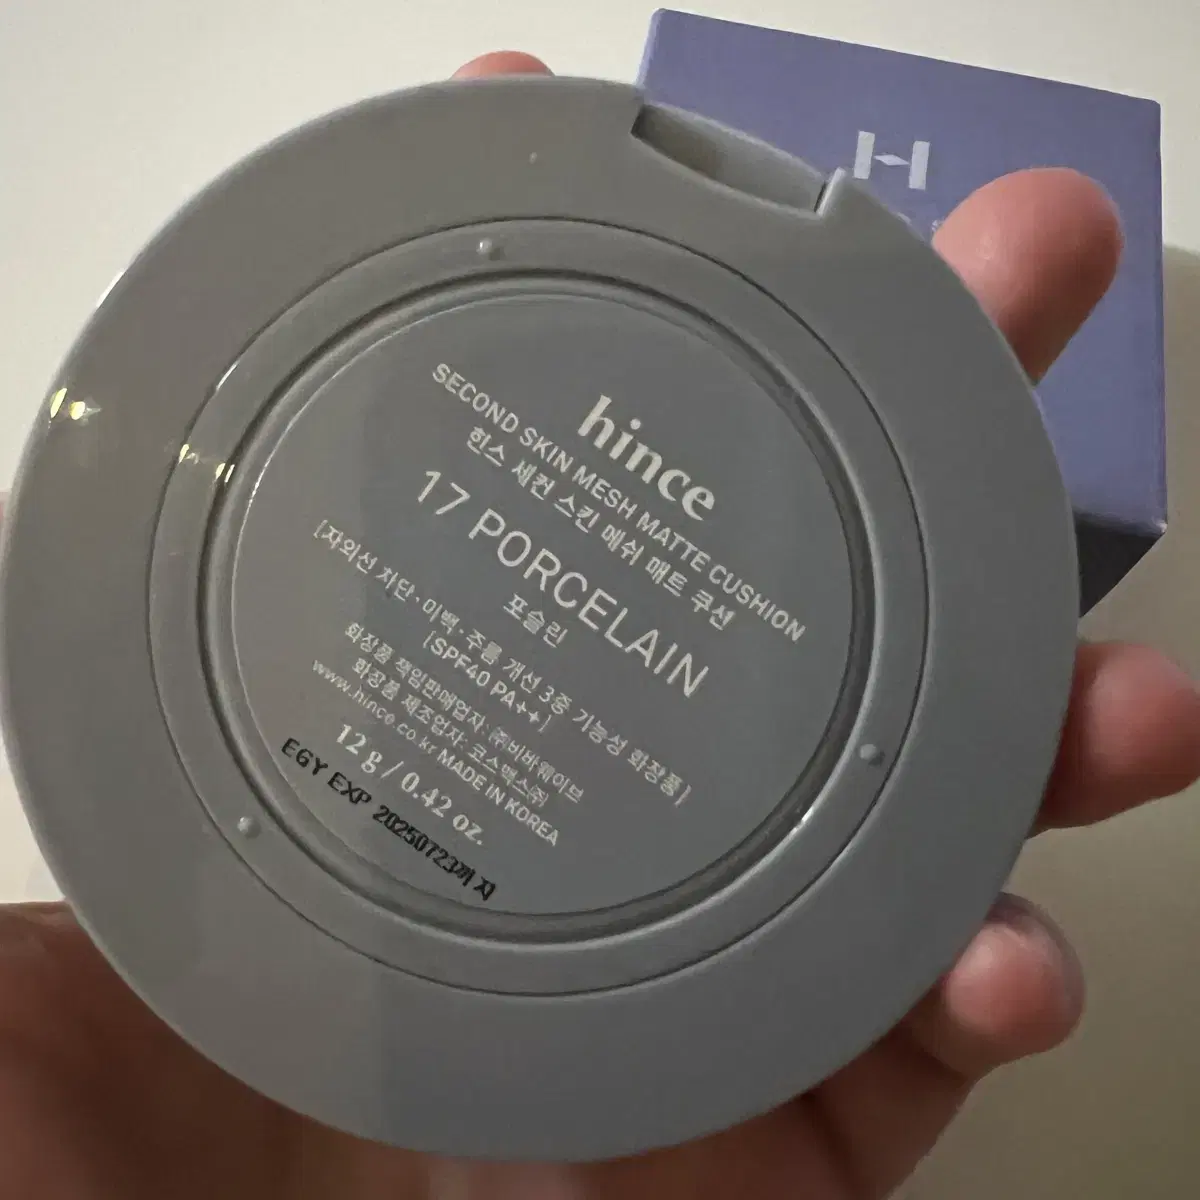 H
hince
SECOND SKIN MESH MATTE CUSHION
힌스 세컨 스킨 메쉬 매트 쿠션
17 PORCELAIN
포슬린
[자외선 차단·미백·주름 개선 3중 기능성 화장품]
[SPF40 PA++]
화장품 책임판매업자: ㈜비바웨이브
화장품 제조업자: 코스맥스㈜
www.hince.co.kr MADE IN KOREA
12 g / 0.42 oz.
EGY EXP 20250723까지